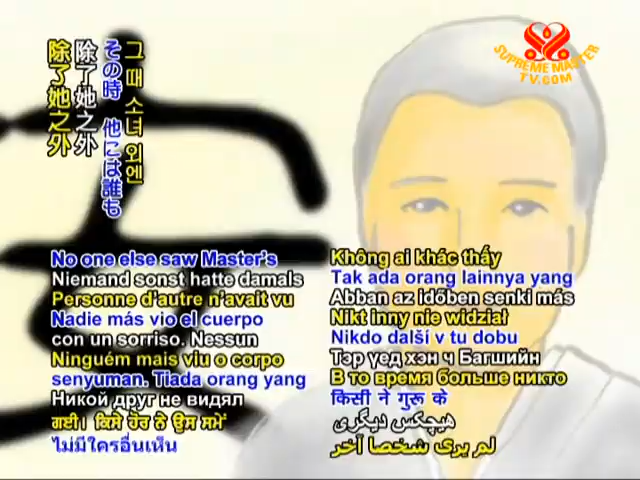 SUPREME MASTER
TV.COM
그 때 소녀 외엔
その時 他には誰も
除了她之外
除了她之外
No one else saw Master's
Niemand sonst hatte damals
Personne d'autre n'avait vu
Nadie más vio el cuerpo
con un sorriso. Nessun
Ninguém mais viu o corpo
senyuman. Tiada orang yang
Никой друг не видял
ਗਈ। ਕਿਸੇ ਹੋਰ ਨੇ ਉਸ ਸਮੇਂ
ไม่มีใครอื่นเห็น
Không ai khác thấy
Tak ada orang lainnya yang
Abban az időben senki más
Nikt inny nie widział
Nikdo další v tu dobu
Тэр үед хэн ч Багшийн
В то время больше никто
किसी ने गुरू के
هیچکس دیگری
لم يرى شخصا آخر